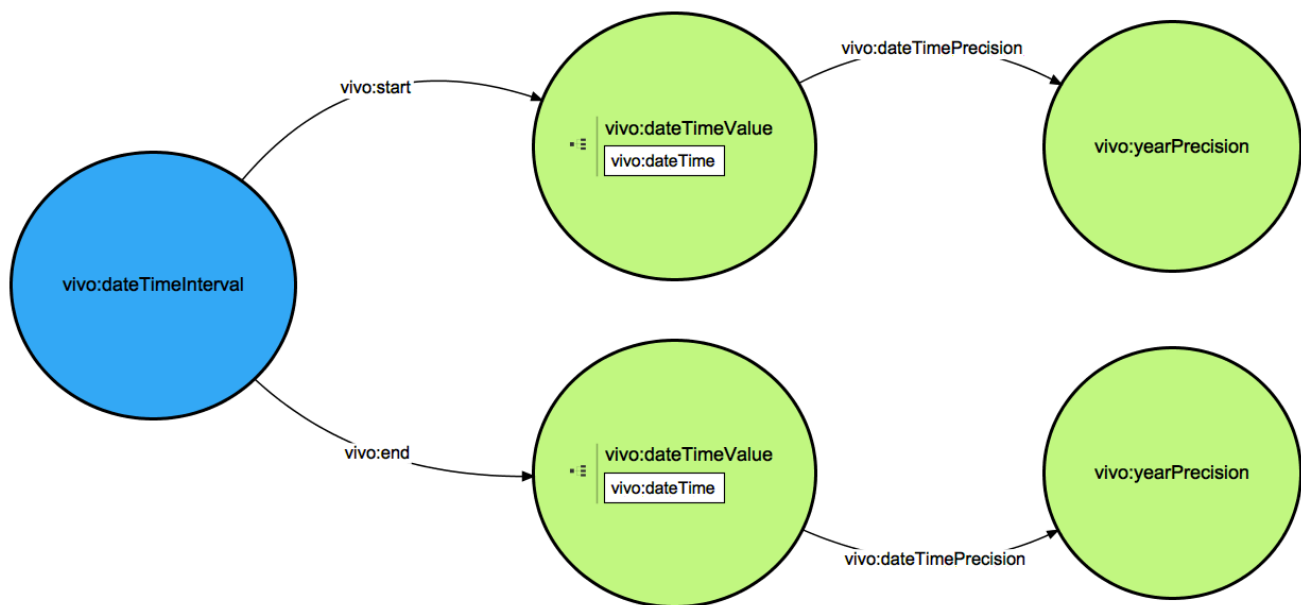 vivo:dateTimePrecision
vivo:start
vivo:dateTimeValue
vivo:dateTime
vivo:yearPrecision
vivo:dateTimeInterval
vivo:end
vivo:dateTimeValue
vivo:dateTime
vivo:yearPrecision
vivo:dateTimePrecision